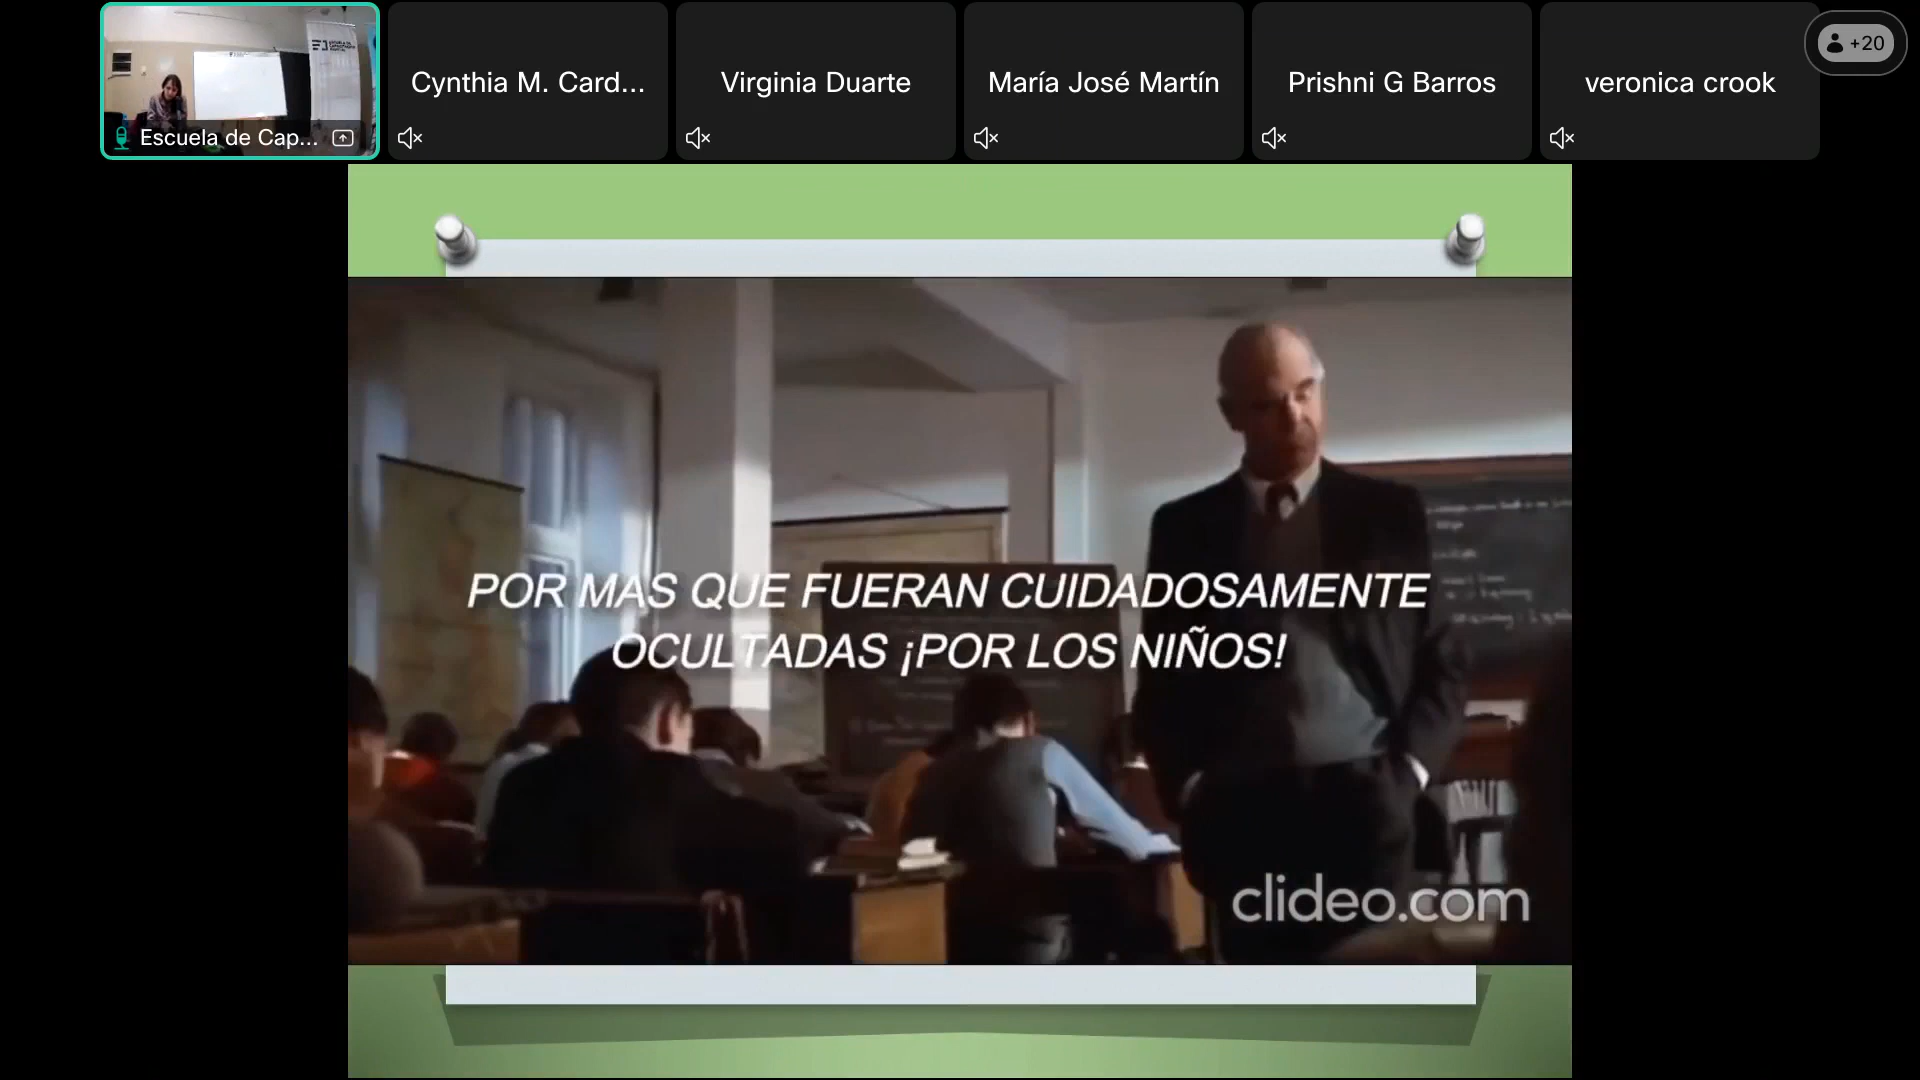 Escuela de Cap...
Cynthia M. Card...
Virginia Duarte
María José Martín
Prishni G Barros
veronica crook
+20
POR MAS QUE FUERAN CUIDADOSAMENTE
OCULTADAS ¡POR LOS NIÑOS!
clideo.com